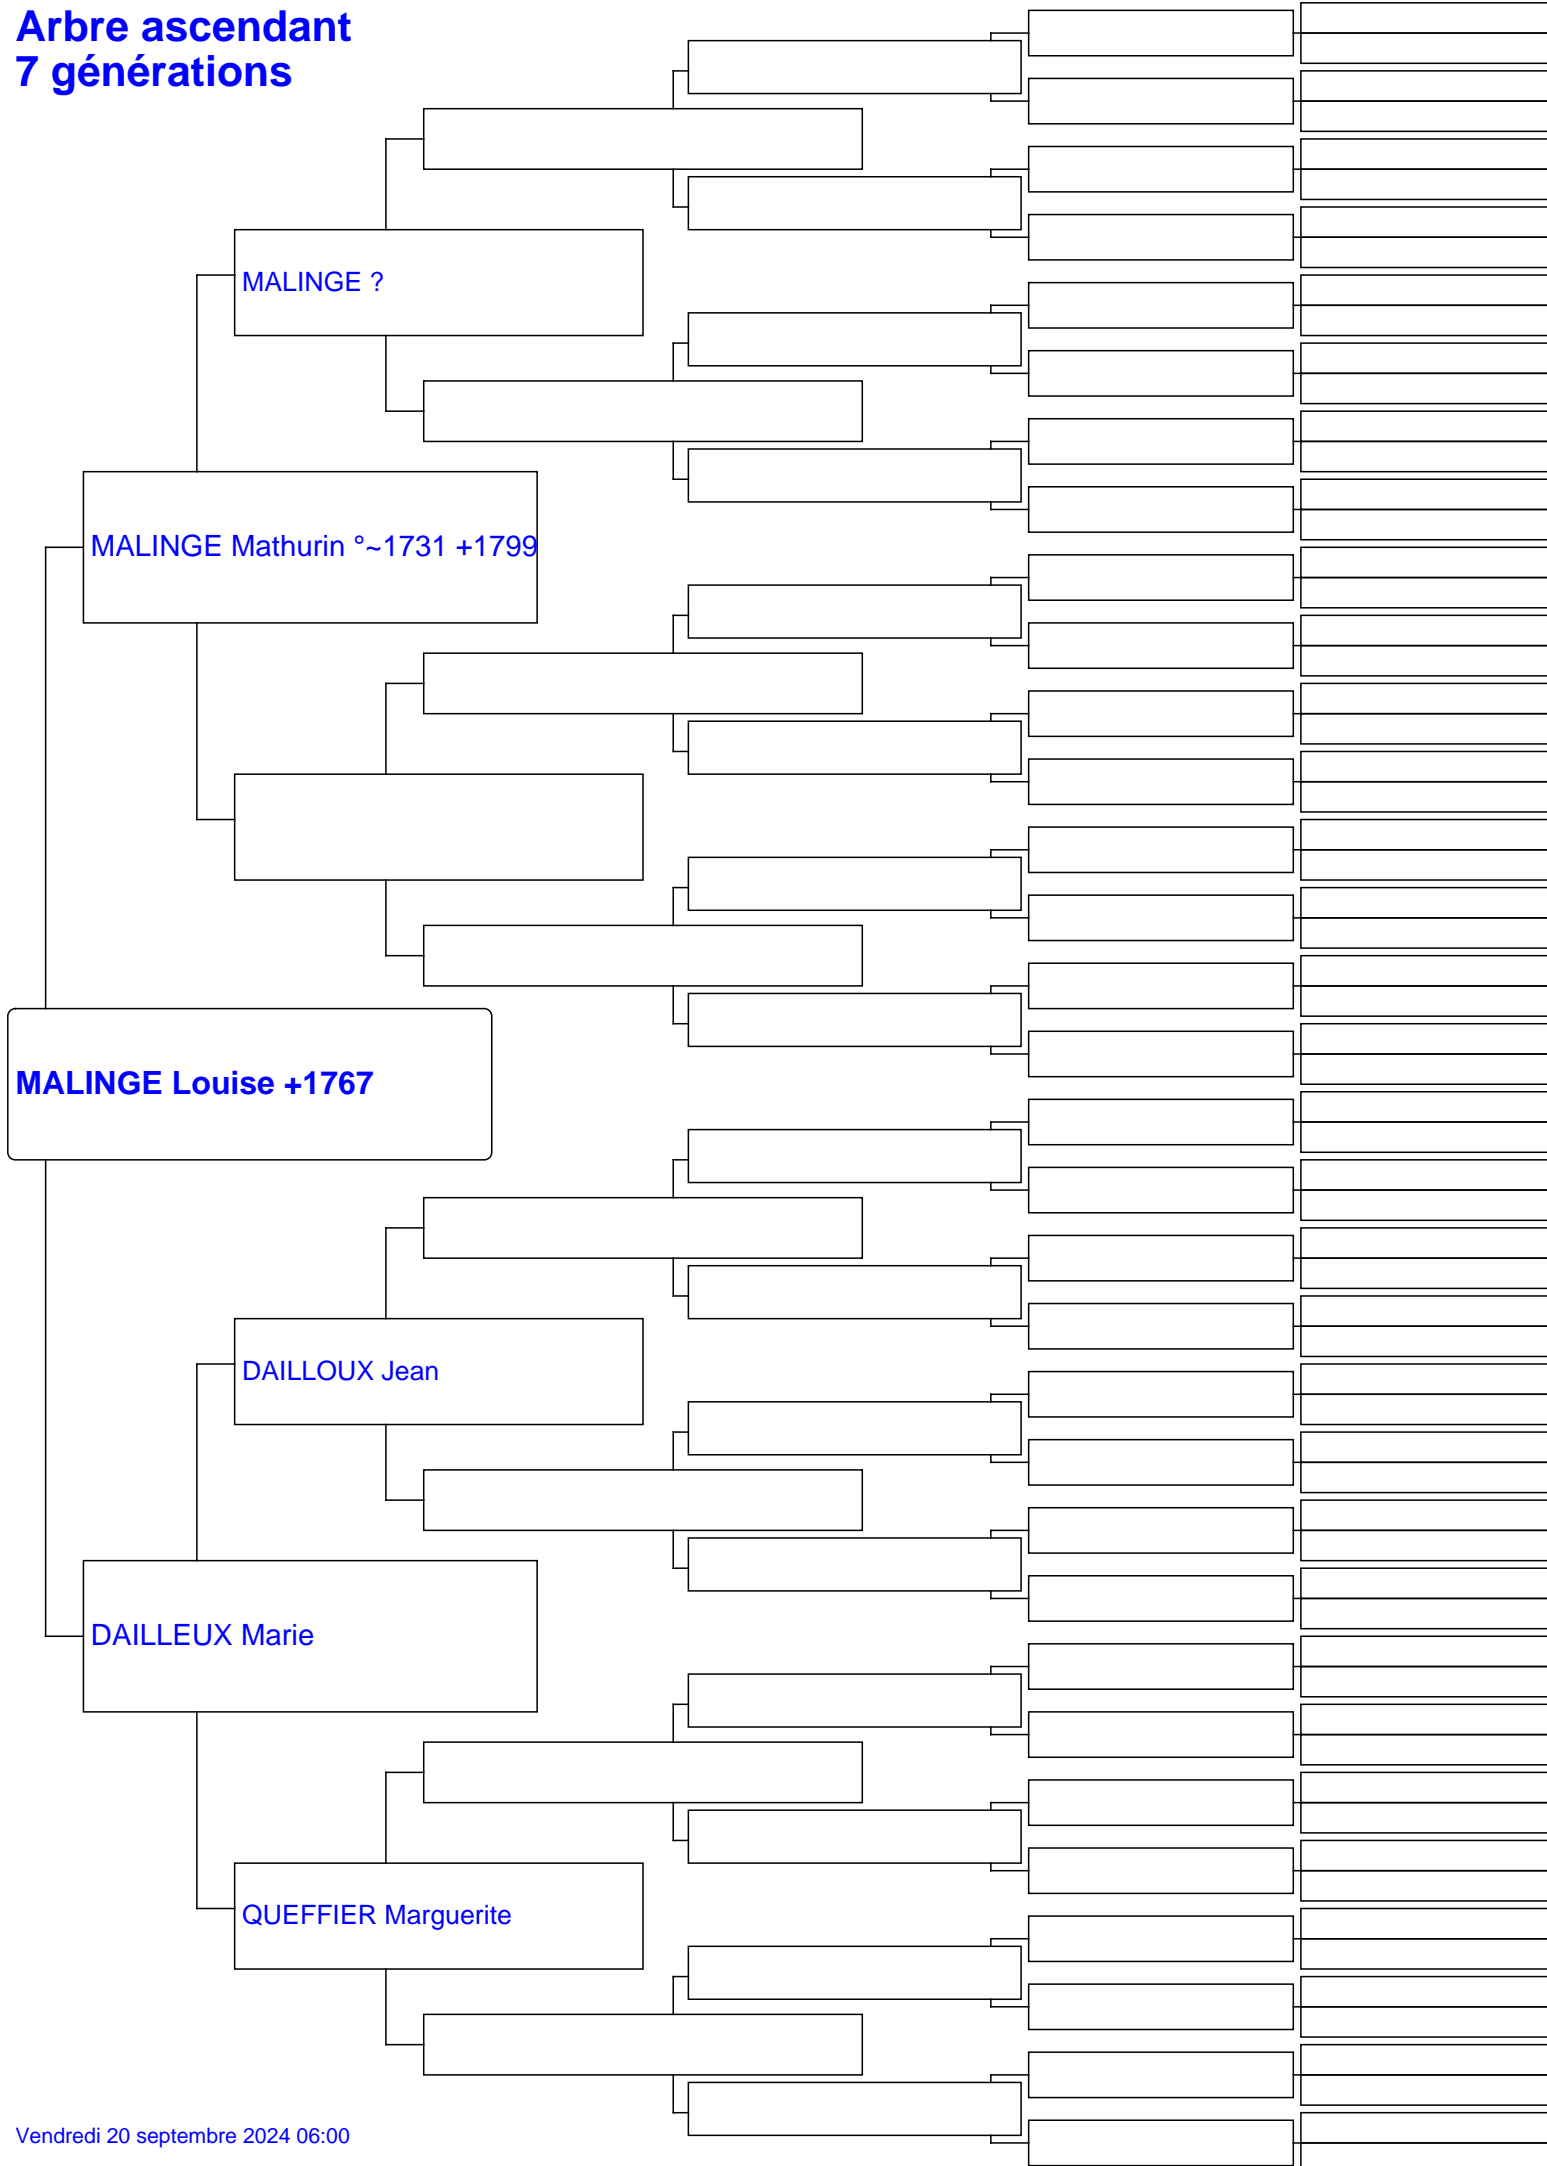 Arbre ascendant
7 générations
MALINGE ?
MALINGE Mathurin °~1731 +1799
MALINGE Louise +1767
DAILLOUX Jean
DAILLEUX Marie
QUEFFIER Marguerite
Vendredi 20 septembre 2024 06:00